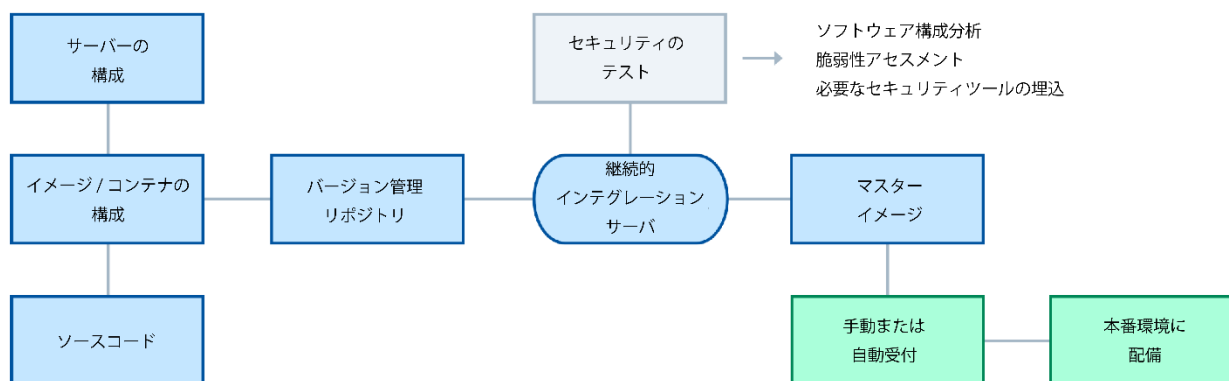 サーバーの
構成
セキュリティの
テスト
ソフトウェア構成分析
脆弱性アセスメント
必要なセキュリティツールの埋込
イメージ / コンテナの
構成
バージョン管理
リポジトリ
継続的
インテグレーション
サーバ
マスター
イメージ
ソースコード
手動または
自動受付
本番環境に
配備